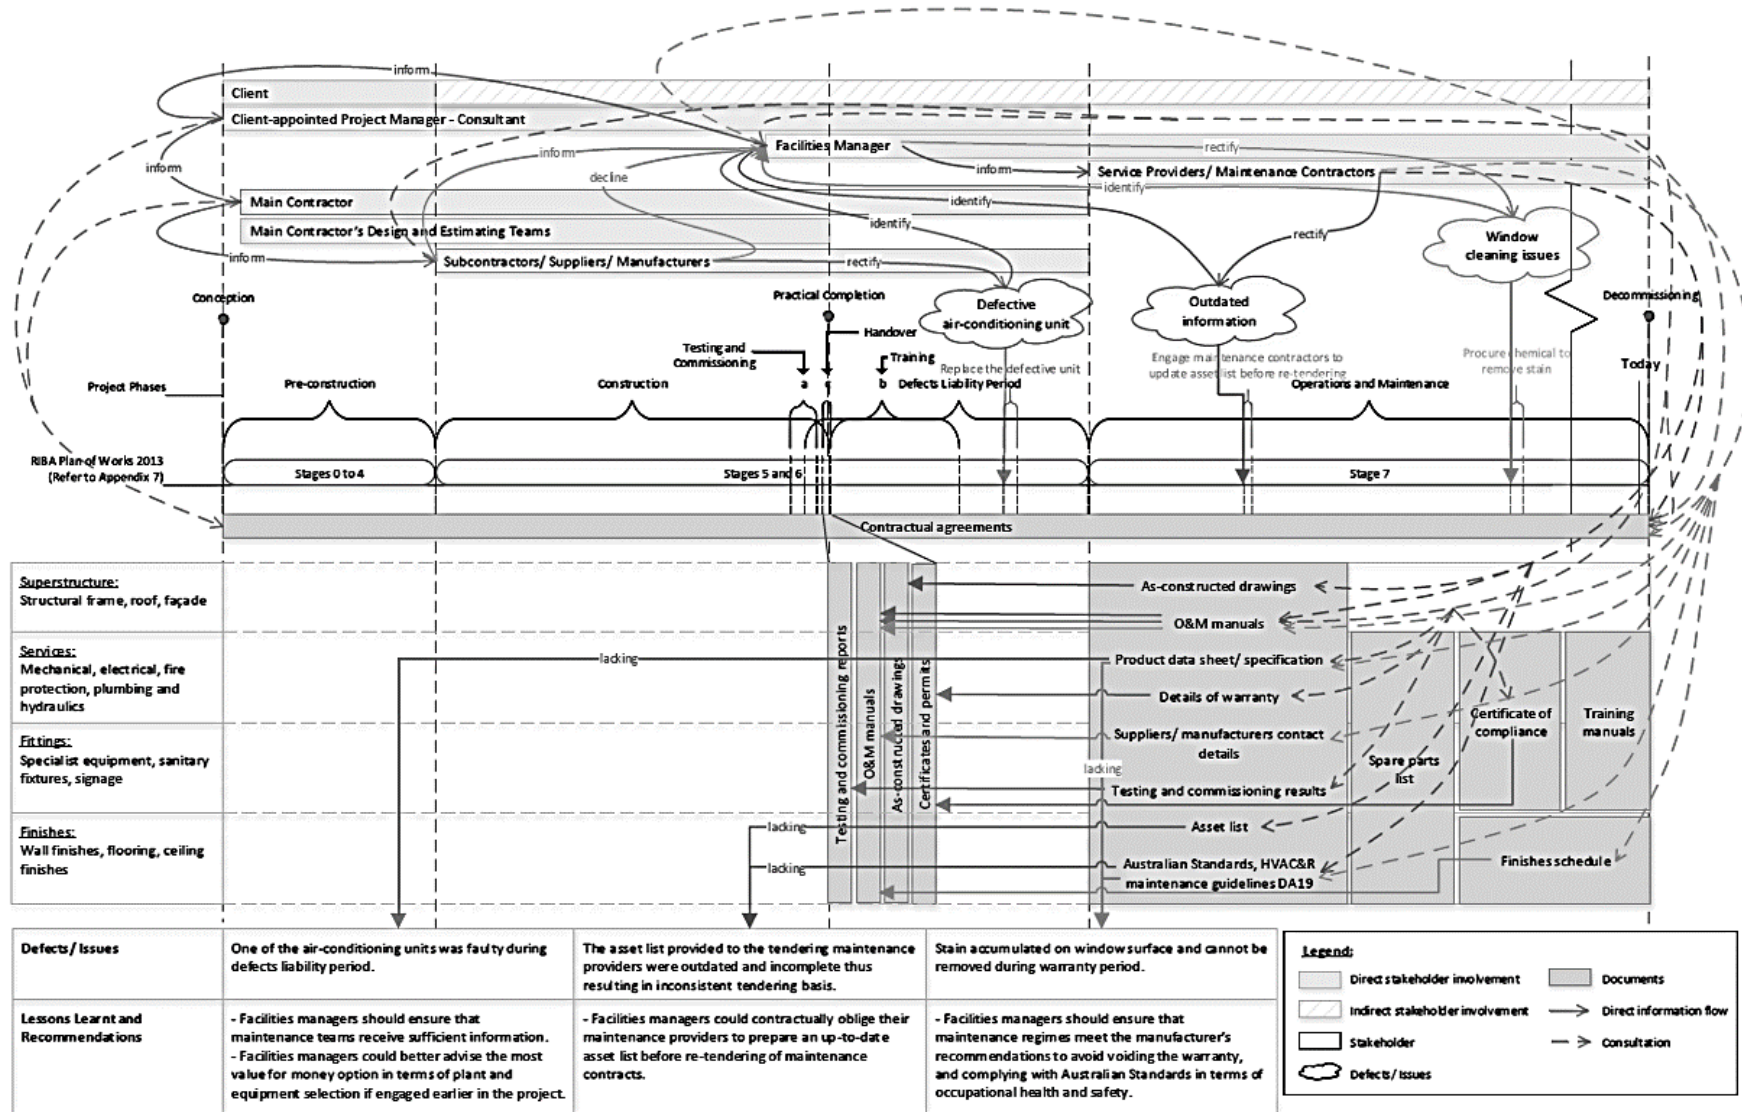 inform
Client
Client-appointed Project Manager - Consultant
Facilities Manager
rectify
inform
decline
inform
inform
Service Providers/ Maintenance Contractors
identify
Main Contractor
identify
identify
Main Contractor's Design and Estimating Teams
rectify
Window
cleaning issues
inform
Subcontractors/ Suppliers/ Manufacturers
rectify
Conception
Practical Completion
Defective
air-conditioning unit
Outdated
information
Decommissioning
Handover
Testing and
Commissioning
Training
Replace the defective unit
Engage maintenance contractors to
update asset list before re-tendering
Procure chemical to
remove stain
Today
Project Phases
Pre-construction
Construction
a
c
b
Defects Liability Period
Operations and Maintenance
RIBA Plan of Works 2013
(Refer to Appendix 7)
Stages 0 to 4
Stages 5 and 6
Stage 7
Contractual agreements
Superstructure:
Structural frame, roof, façade
Services:
Mechanical, electrical, fire
protection, plumbing and
hydraulics
Fittings:
Specialist equipment, sanitary
fixtures, signage
Finishes:
Wall finishes, flooring, ceiling
finishes
Testing and commissioning reports
O&M manuals
As-constructed drawings
Certificates and permits
As-constructed drawings
O&M manuals
lacking
Product data sheet/ specification
Details of warranty
Suppliers/ manufacturers contact
details
lacking
Testing and commissioning results
lacking
Asset list
lacking
Australian Standards, HVAC&R
maintenance guidelines DA19
Spare parts
list
Certificate of
compliance
Training
manuals
Finishes schedule
Defects/ Issues
One of the air-conditioning units was faulty during
defects liability period.
The asset list provided to the tendering maintenance
providers were outdated and incomplete thus
resulting in inconsistent tendering basis.
Stain accumulated on window surface and cannot be
removed during warranty period.
Lessons Learnt and
Recommendations
- Facilities managers should ensure that
maintenance teams receive sufficient information.
- Facilities managers could better advise the most
value for money option in terms of plant and
equipment selection if engaged earlier in the project.
- Facilities managers could contractually oblige their
maintenance providers to prepare an up-to-date
asset list before re-tendering of maintenance
contracts.
- Facilities managers should ensure that
maintenance regimes meet the manufacturer's
recommendations to avoid voiding the warranty,
and complying with Australian Standards in terms of
occupational health and safety.
Legend:
Direct stakeholder involvement
Documents
Indirect stakeholder involvement
Direct information flow
Stakeholder
Consultation
Defects/ Issues